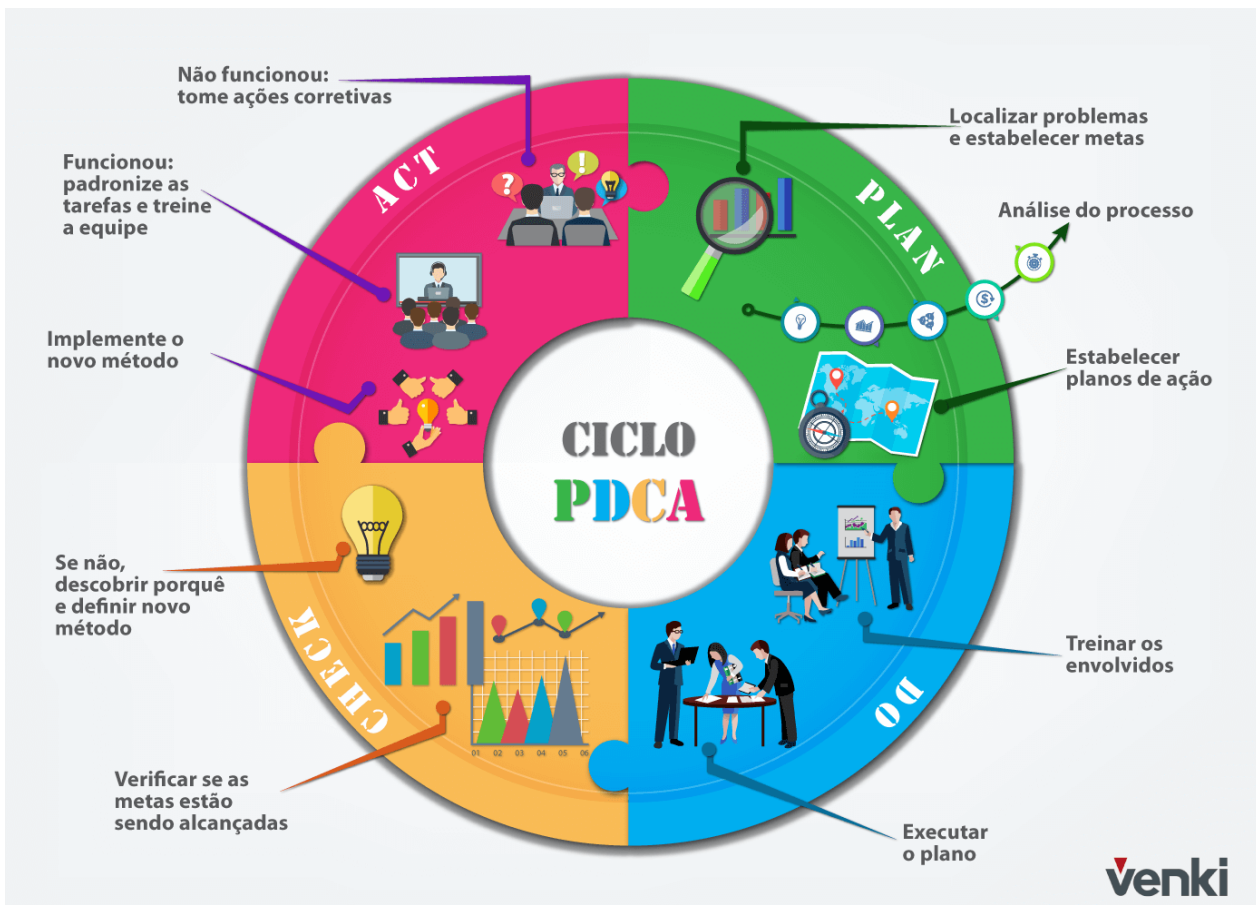 Não funcionou:
tome ações corretivas
Funcionou:
padronize as
tarefas e treine
a equipe
Implemente o
novo método
ACT
Localizar problemas
e estabelecer metas
PLAN
Análise do processo
Estabelecer
planos de ação
CICLO
PDCA
Se não,
descobrir porquê
e definir novo
método
CHECK
Verificar se as
metas estão
sendo alcançadas
01 02 03 04 05 06
Treinar os
envolvidos
DO
Executar
o plano
venki
? ! $